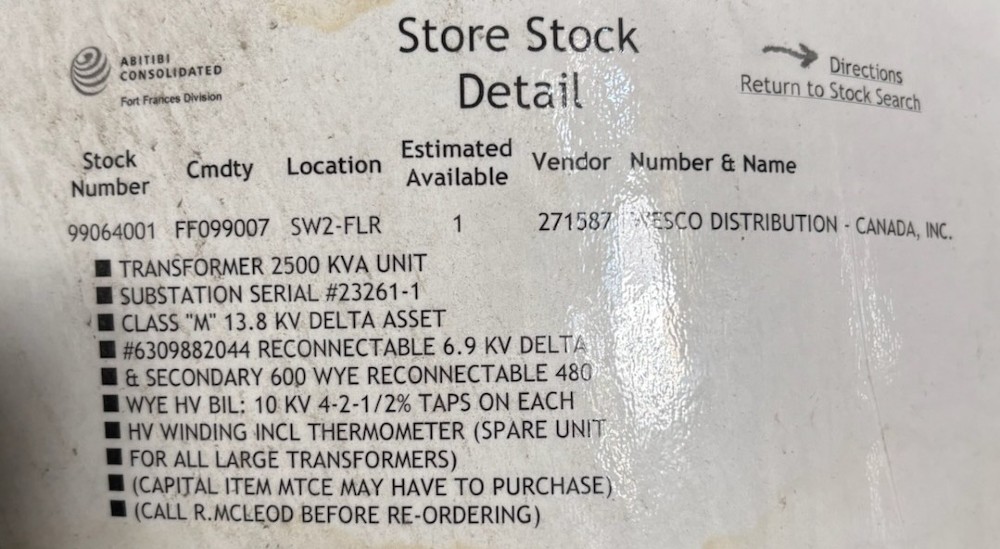 Store Stock
Detail
ABITIBI
CONSOLIDATED
Fort Frances Division
Directions
Return to Stock Search
Stock Number Cmdty Location Estimated Available Vendor Number & Name
99064001 FF099007 SW2-FLR 1 271587 WESCO DISTRIBUTION - CANADA, INC.
TRANSFORMER 2500 KVA UNIT
SUBSTATION SERIAL #23261-1
CLASS "M" 13.8 KV DELTA ASSET
#6309882044 RECONNECTABLE 6.9 KV DELTA
& SECONDARY 600 WYE RECONNECTABLE 480
WYE HV BIL: 10 KV 4-2-1/2% TAPS ON EACH
HV WINDING INCL THERMOMETER (SPARE UNIT
FOR ALL LARGE TRANSFORMERS)
(CAPITAL ITEM MTCE MAY HAVE TO PURCHASE)
(CALL R.MCLEOD BEFORE RE-ORDERING)